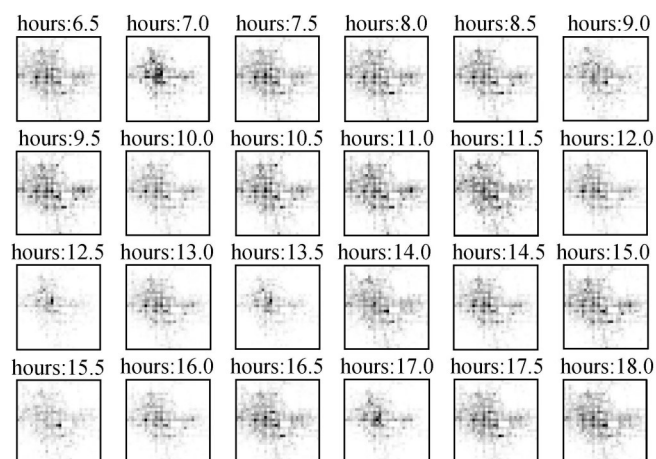 hours:6.5 hours:7.0 hours:7.5 hours:8.0 hours:8.5 hours:9.0
hours:9.5 hours:10.0 hours:10.5 hours:11.0 hours:11.5 hours:12.0
hours:12.5 hours:13.0 hours:13.5 hours:14.0 hours:14.5 hours:15.0
hours:15.5 hours:16.0 hours:16.5 hours:17.0 hours:17.5 hours:18.0